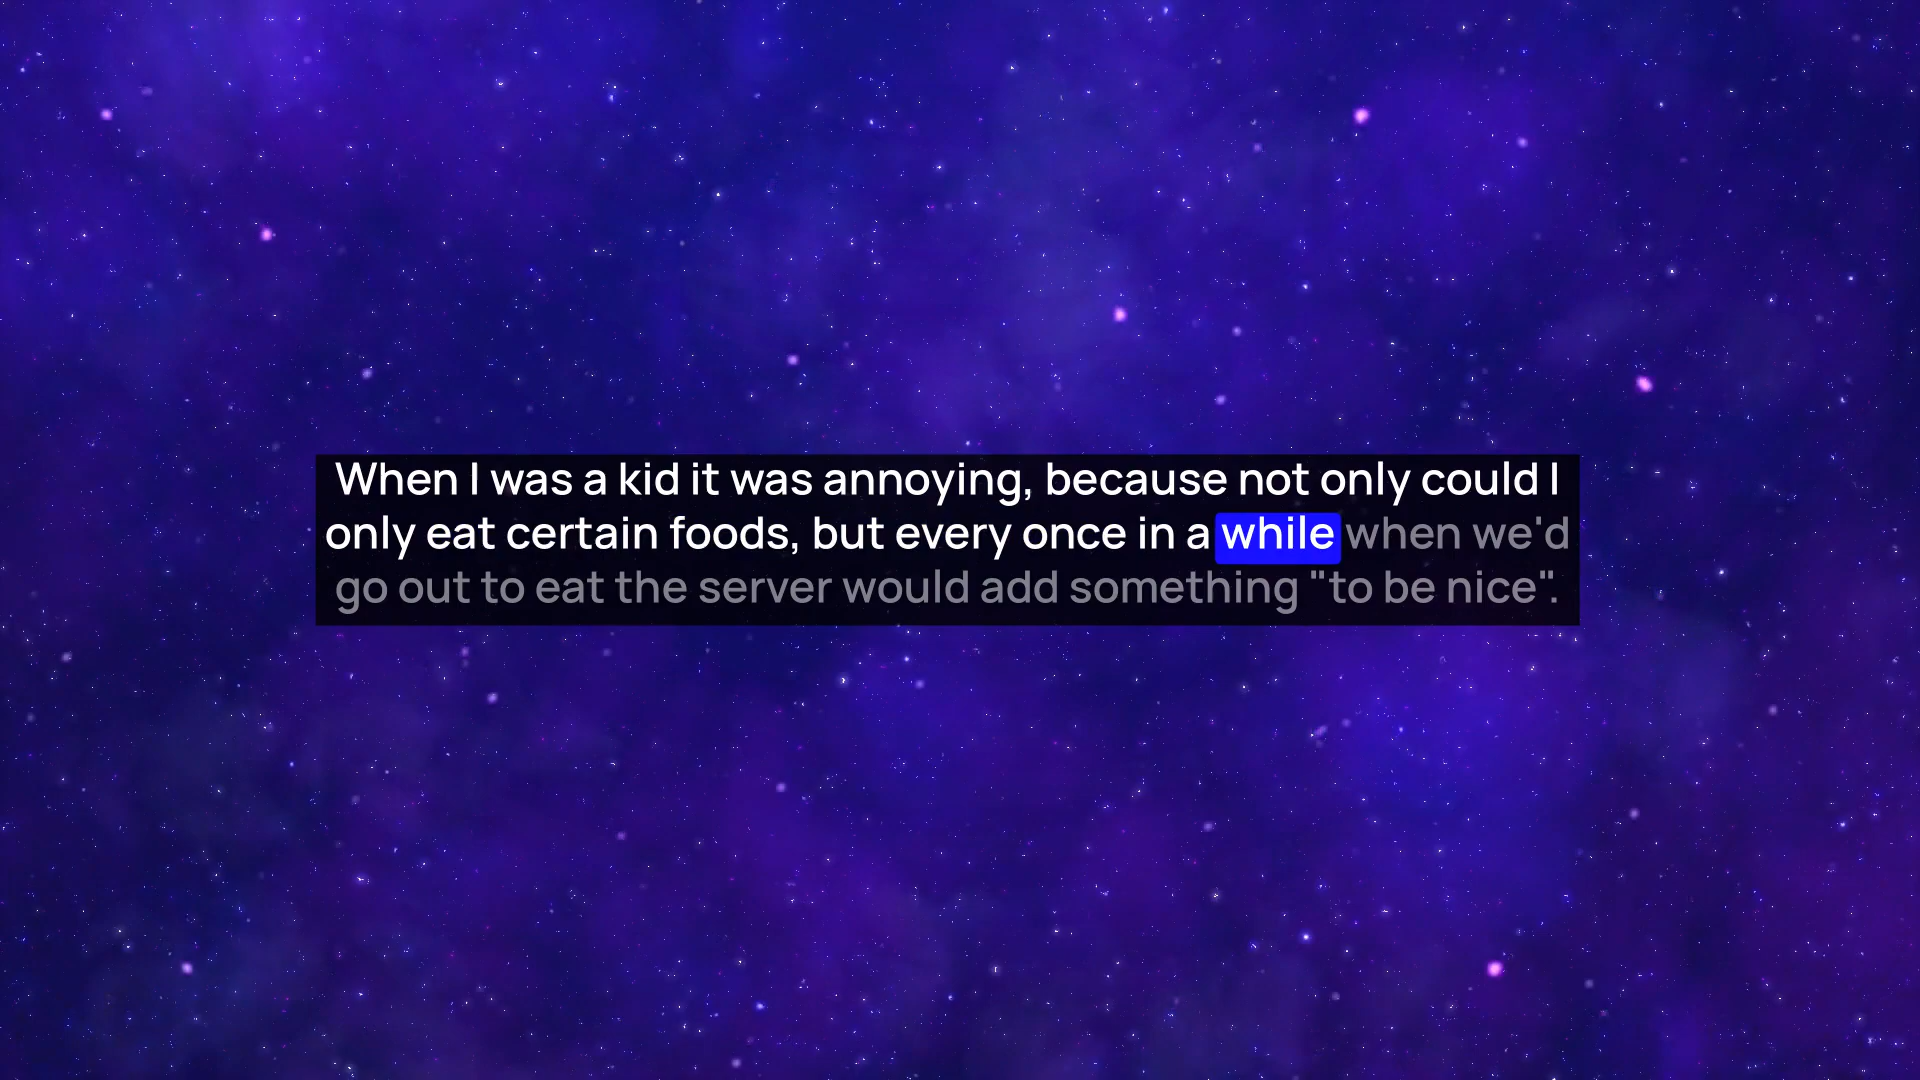 When I was a kid it was annoying, because not only could I
only eat certain foods, but every once in a while when we'd
go out to eat the server would add something "to be nice".